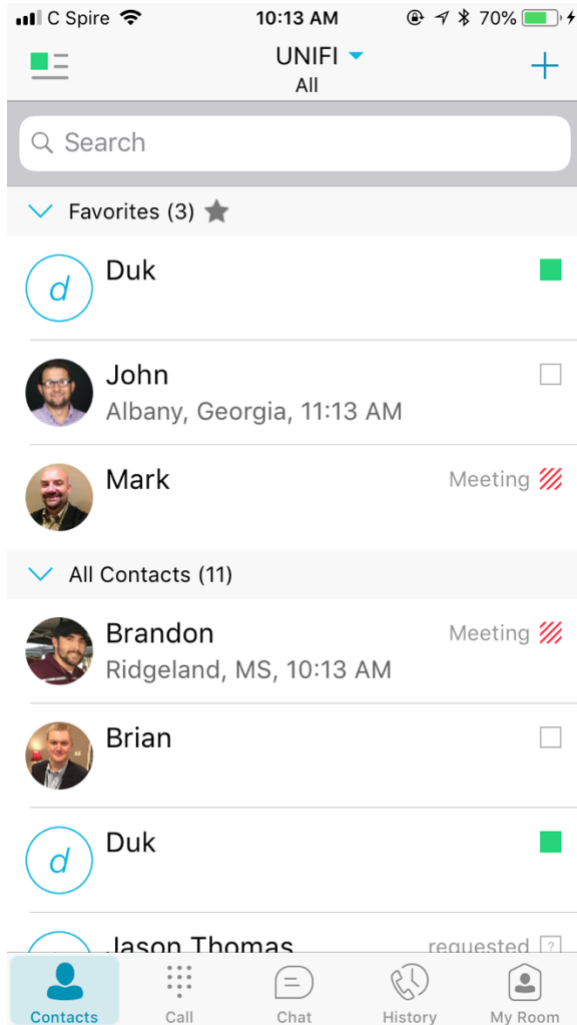 C Spire 10:13 AM 70%
UNIFI
All
Search
Favorites (3)
d Duk
John
Albany, Georgia, 11:13 AM
Mark Meeting
All Contacts (11)
Brandon Meeting
Ridgeland, MS, 10:13 AM
Brian
d Duk
Jason Thomas requested ?
Contacts Call Chat History My Room